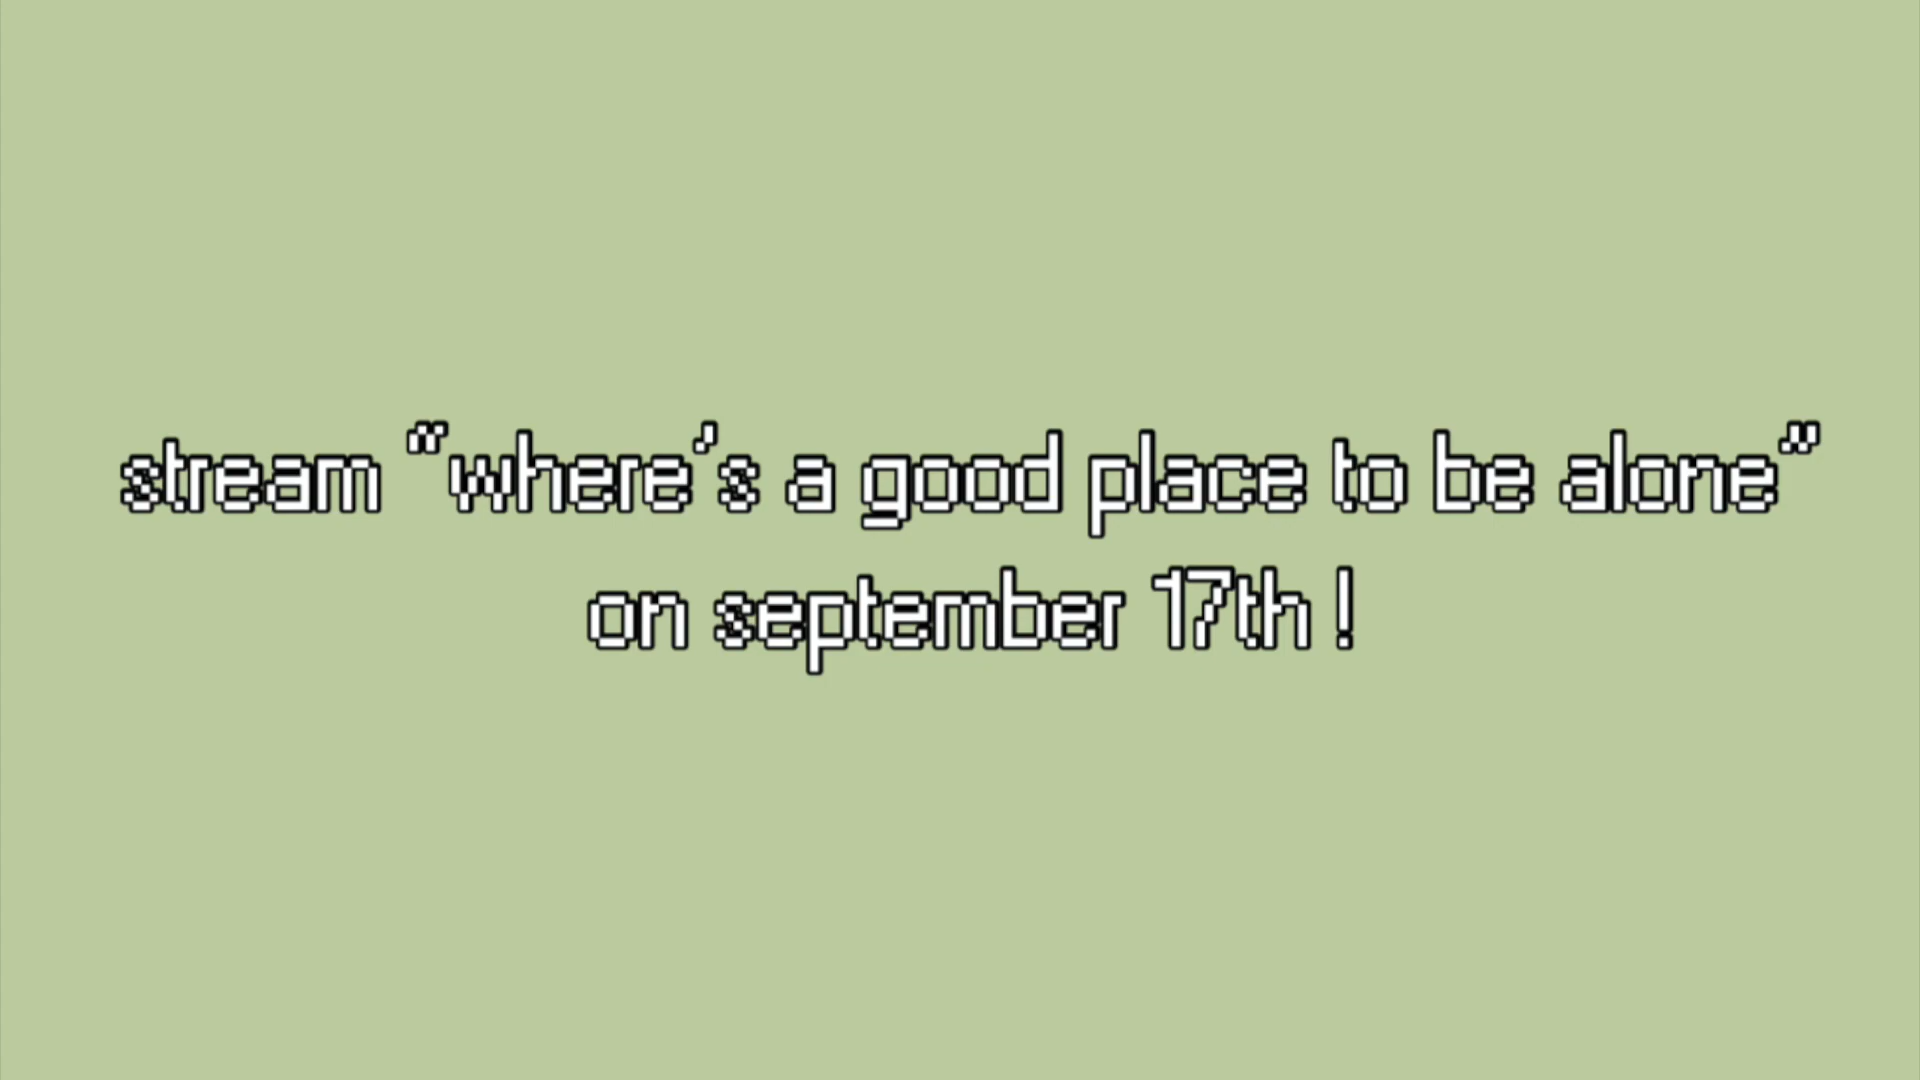 stream “where's a good place to be alone”
on september 17th !